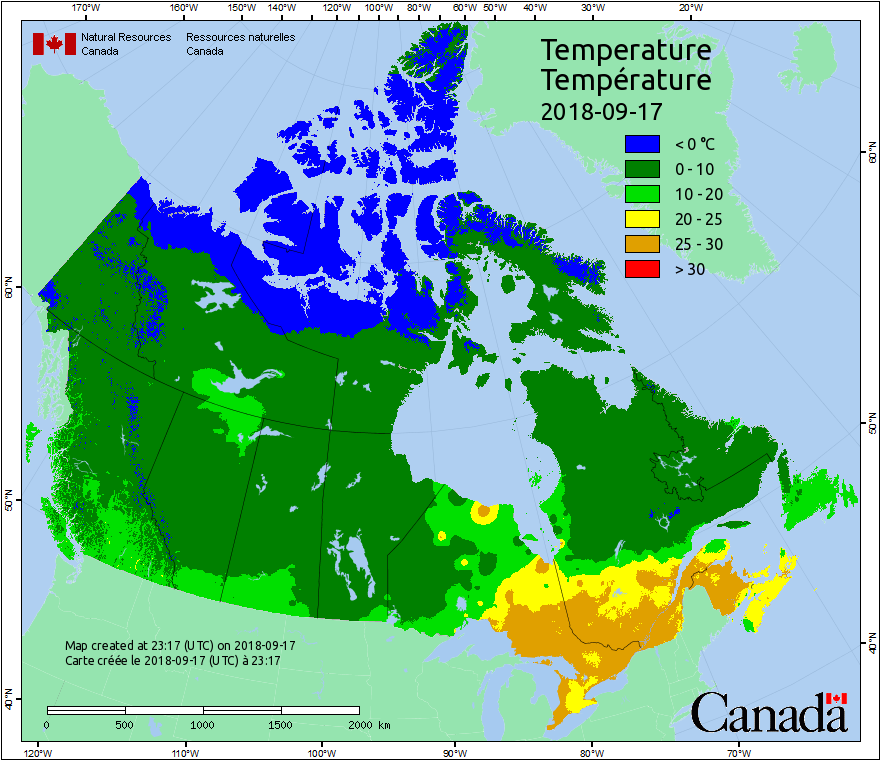 170°W 160°W 150°W 140°W 120°W 100°W 80°W 60°W 50°W 40°W 30°W 20°W
Natural Resources Ressources naturelles
Canada Canada
Temperature
Température
2018-09-17
< 0 °C
0 - 10
10 - 20
20 - 25
25 - 30
> 30
60°N
60°N
50°N
50°N
40°N
40°N
Map created at 23:17 (UTC) on 2018-09-17
Carte créée le 2018-09-17 (UTC) à 23:17
0 500 1000 1500 2000 km
Canada
120°W 110°W 100°W 90°W 80°W 70°W